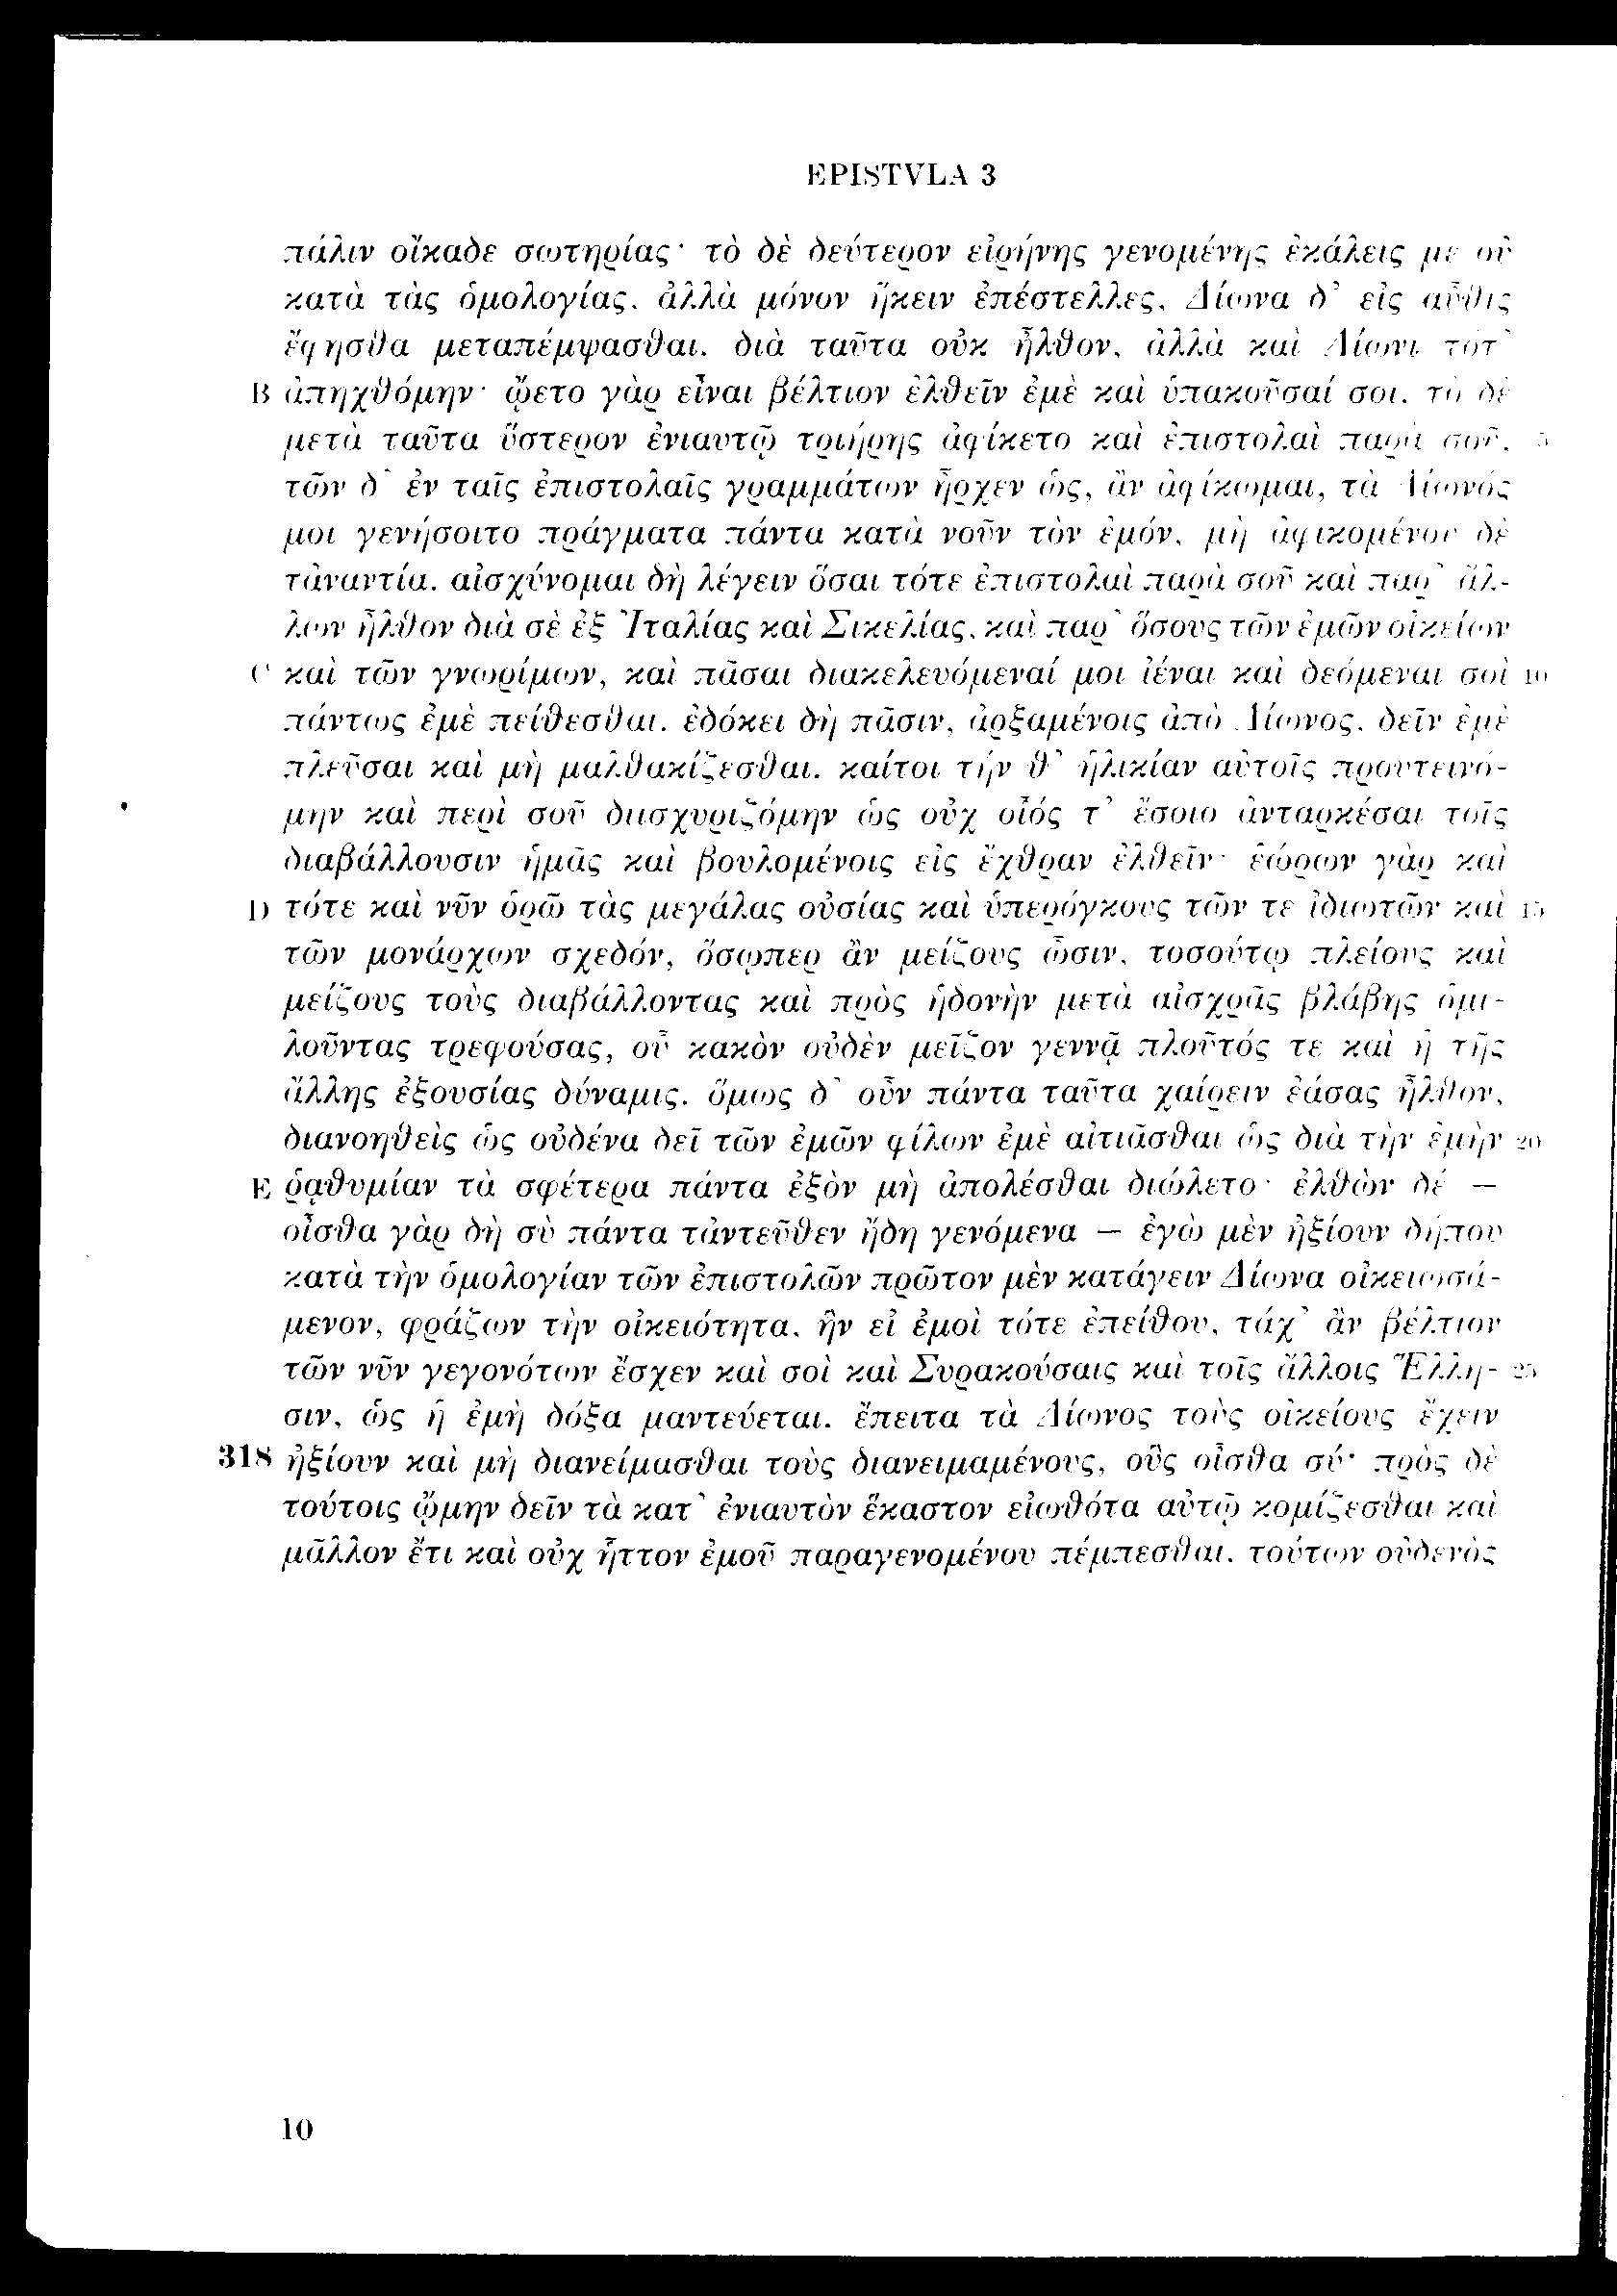 EPISTVLA 3
πάλιν οἴκαδε σωτηρίας· τὸ δὲ δεύτερον εἰρήνης γενομένης ἐκάλεις με οὐ
κατὰ τὰς ὁμολογίας, ἀλλὰ μόνον ἥκειν ἐπέστελλες, Δίωνα δ’ εἰς αὖθις
ἔφησθα μεταπέμψασθαι. διὰ ταῦτα οὐκ ἦλθον, ἀλλὰ καὶ Δίωνι τότ’
B ἀπηχθόμην· ᾤετο γὰρ εἶναι βέλτιον ἐλθεῖν ἐμὲ καὶ ὑπακοῦσαί σοι. τὸ δὲ
μετὰ ταῦτα ὕστερον ἐνιαυτῷ τριήρης ἀφίκετο καὶ ἐπιστολαὶ παρὰ σοῦ, 5
τῶν δ’ ἐν ταῖς ἐπιστολαῖς γραμμάτων ἦρχεν ὡς, ἂν ἀφίκωμαι, τὰ Δίωνός
μοι γενήσοιτο πράγματα πάντα κατὰ νοῦν τὸν ἐμόν, μὴ ἀφικομένου δὲ
τἀναντία. αἰσχύνομαι δὴ λέγειν ὅσαι τότε ἐπιστολαὶ παρὰ σοῦ καὶ παρ’ ἄλ-
λων ἦλθον διὰ σὲ ἐξ Ἰταλίας καὶ Σικελίας, καὶ παρ’ ὅσους τῶν ἐμῶν οἰκείων
C καὶ τῶν γνωρίμων, καὶ πᾶσαι διακελευόμεναί μοι ἰέναι καὶ δεόμεναι σοὶ 10
πάντως ἐμὲ πείθεσθαι. ἐδόκει δὴ πᾶσιν, ἀρξαμένοις ἀπὸ Δίωνος, δεῖν ἐμὲ
πλεῦσαι καὶ μὴ μαλθακίζεσθαι. καίτοι τήν θ’ ἡλικίαν αὐτοῖς προυτεινό-
μην καὶ περὶ σοῦ διισχυριζόμην ὡς οὐχ οἷός τ’ ἔσοιο ἀνταρκέσαι τοῖς
διαβάλλουσιν ἡμᾶς καὶ βουλομένοις εἰς ἔχθραν ἐλθεῖν· ἑώρων γὰρ καὶ
D τότε καὶ νῦν ὁρῶ τὰς μεγάλας οὐσίας καὶ ὑπερόγκους τῶν τε ἰδιωτῶν καὶ 15
τῶν μονάρχων σχεδόν, ὅσῳπερ ἂν μείζους ὦσιν, τοσούτῳ πλείους καὶ
μείζους τοὺς διαβάλλοντας καὶ πρὸς ἡδονὴν μετὰ αἰσχρᾶς βλάβης ὁμι-
λοῦντας τρεφούσας, οὗ κακὸν οὐδὲν μεῖζον γεννᾷ πλοῦτός τε καὶ ἡ τῆς
ἄλλης ἐξουσίας δύναμις. ὅμως δ’ οὖν πάντα ταῦτα χαίρειν ἐάσας ἦλθον,
διανοηθεὶς ὡς οὐδένα δεῖ τῶν ἐμῶν φίλων ἐμὲ αἰτιᾶσθαι ὡς διὰ τὴν ἐμὴν 20
E ῥᾳθυμίαν τὰ σφέτερα πάντα ἐξὸν μὴ ἀπολέσθαι διώλετο· ἐλθὼν δέ —
οἶσθα γὰρ δὴ σὺ πάντα τἀντεῦθεν ἤδη γενόμενα — ἐγὼ μὲν ἠξίουν δήπου
κατὰ τὴν ὁμολογίαν τῶν ἐπιστολῶν πρῶτον μὲν κατάγειν Δίωνα οἰκειωσά-
μενον, φράζων τὴν οἰκειότητα, ἣν εἰ ἐμοὶ τότε ἐπείθου, τάχ’ ἂν βέλτιον
τῶν νῦν γεγονότων ἔσχεν καὶ σοὶ καὶ Συρακούσαις καὶ τοῖς ἄλλοις Ἕλλη- 25
σιν, ὡς ἡ ἐμὴ δόξα μαντεύεται. ἔπειτα τὰ Δίωνος τοὺς οἰκείους ἔχειν
318 ἠξίουν καὶ μὴ διανείμασθαι τοὺς διανειμαμένους, οὓς οἶσθα σύ· πρὸς δὲ
τούτοις ᾤμην δεῖν τὰ κατ’ ἐνιαυτὸν ἕκαστον εἰωθότα αὐτῷ κομίζεσθαι καὶ
μᾶλλον ἔτι καὶ οὐχ ἧττον ἐμοῦ παραγενομένου πέμπεσθαι. τούτων οὐδενὸς
10